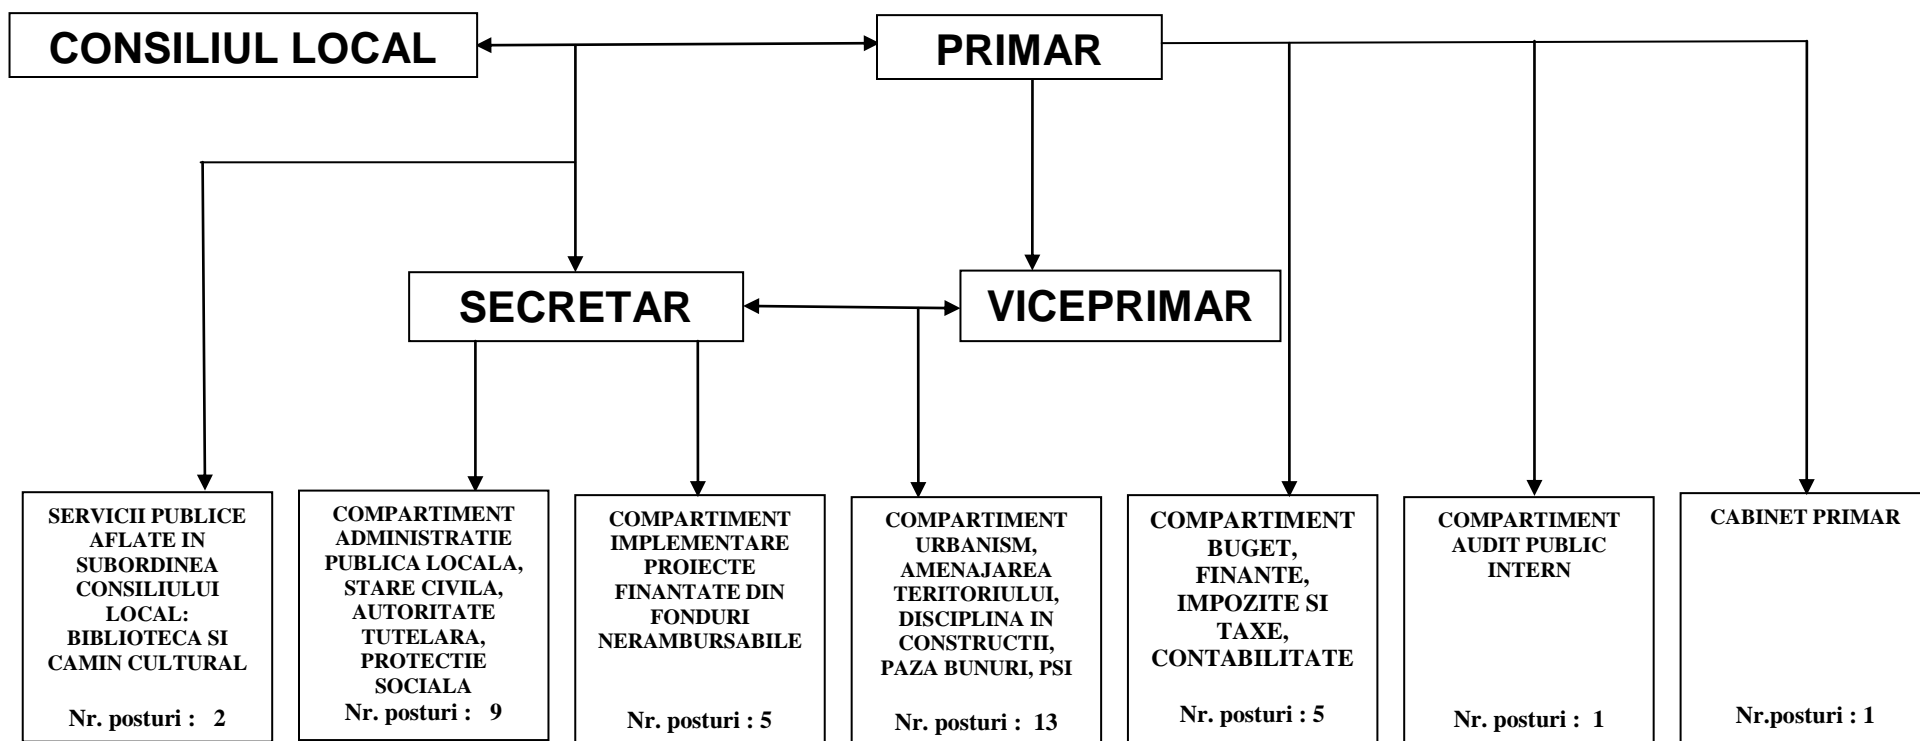 CONSILIUL LOCAL
PRIMAR
SECRETAR
VICEPRIMAR
SERVICII PUBLICE
AFLATE IN
SUBORDINEA
CONSILIULUI
LOCAL:
BIBLIOTECA SI
CAMIN CULTURAL
Nr. posturi : 2
COMPARTIMENT
ADMINISTRATIE
PUBLICA LOCALA,
STARE CIVILA,
AUTORITATE
TUTELARA,
PROTECTIE
SOCIALA
Nr. posturi : 9
COMPARTIMENT
IMPLEMENTARE
PROIECTE
FINANTATE DIN
FONDURI
NERAMBURSABILE
Nr. posturi : 5
COMPARTIMENT
URBANISM,
AMENAJAREA
TERITORIULUI,
DISCIPLINA IN
CONSTRUCTII,
PAZA BUNURI, PSI
Nr. posturi : 13
COMPARTIMENT
BUGET,
FINANTE,
IMPOZITE SI
TAXE,
CONTABILITATE
Nr. posturi : 5
COMPARTIMENT
AUDIT PUBLIC
INTERN
Nr. posturi : 1
CABINET PRIMAR
Nr.posturi : 1